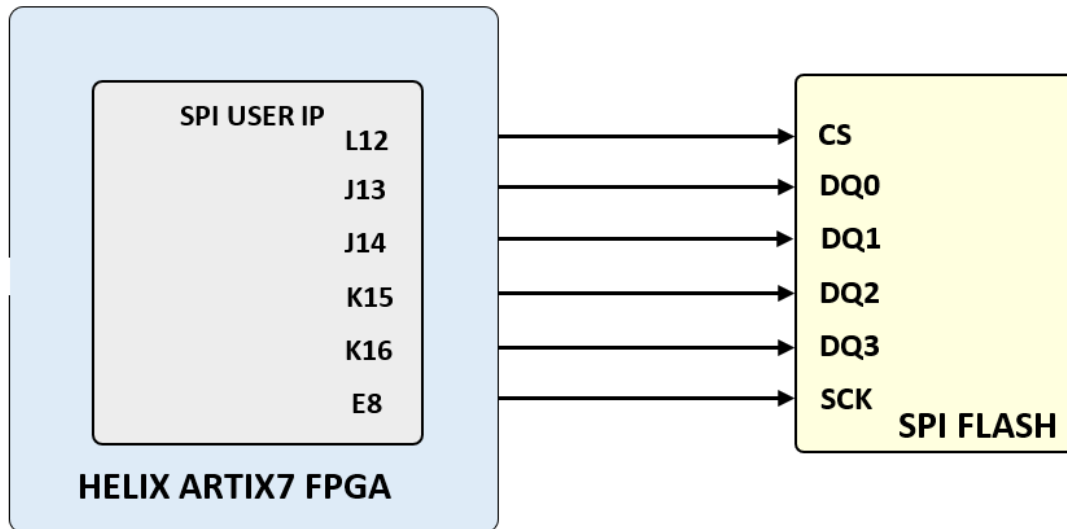 SPI USER IP
L12
J13
J14
K15
K16
E8
HELIX ARTIX7 FPGA
CS
DQ0
DQ1
DQ2
DQ3
SCK
SPI FLASH